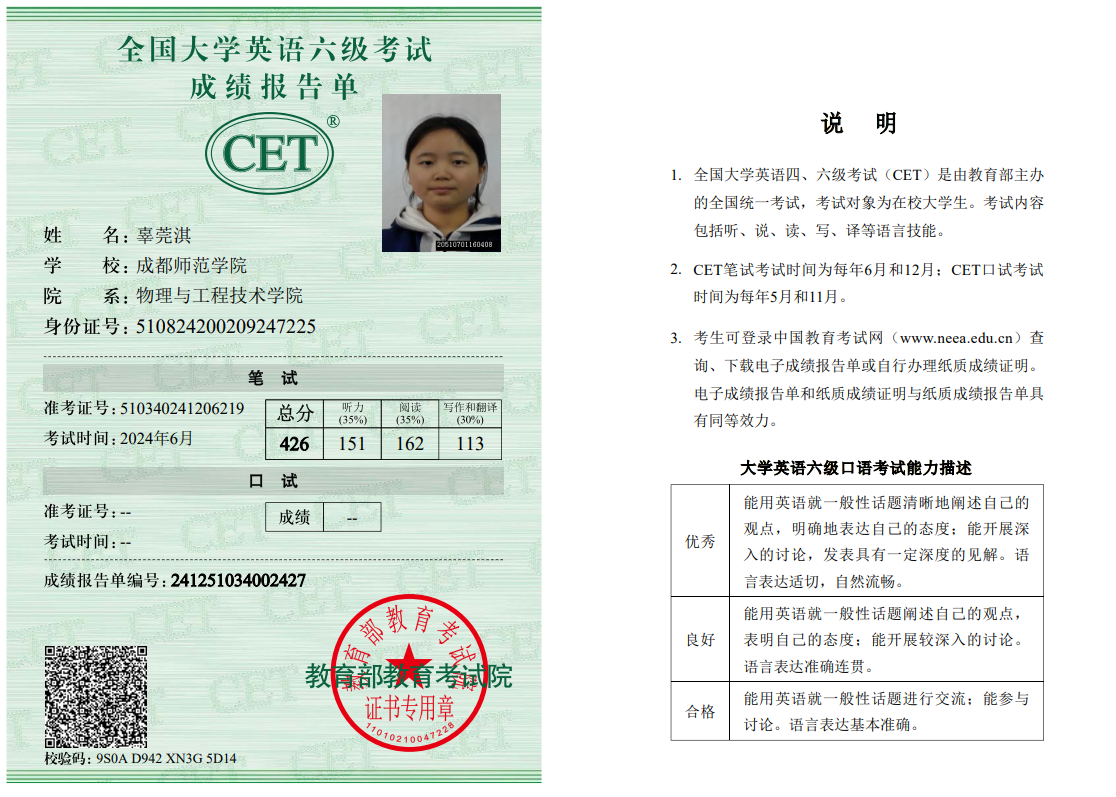 全国大学英语六级考试
成绩报告单
CET®
20510701160408
姓 名：辜莞淇
学 校：成都师范学院
院 系：物理与工程技术学院
身份证号：510824200209247225
笔 试
准考证号：510340241206219
考试时间：2024年6月
总分 听力(35%) 阅读(35%) 写作和翻译(30%)
426 151 162 113
口 试
准考证号：--
考试时间：--
成绩 --
成绩报告单编号：241251034002427
教育部教育考试院
教育部教育考试院
证书专用章
11010210047228
校验码：9S0A D942 XN3G 5D14
说 明
1. 全国大学英语四、六级考试（CET）是由教育部主办
的全国统一考试，考试对象为在校大学生。考试内容
包括听、说、读、写、译等语言技能。
2. CET笔试考试时间为每年6月和12月；CET口试考试
时间为每年5月和11月。
3. 考生可登录中国教育考试网（www.neea.edu.cn）查
询、下载电子成绩报告单或自行办理纸质成绩证明。
电子成绩报告单和纸质成绩证明与纸质成绩报告单具
有同等效力。
大学英语六级口语考试能力描述
优秀
能用英语就一般性话题清晰地阐述自己的
观点，明确地表达自己的态度；能开展深
入的讨论，发表具有一定深度的见解。语
言表达适切，自然流畅。
良好
能用英语就一般性话题阐述自己的观点，
表明自己的态度；能开展较深入的讨论。
语言表达准确连贯。
合格
能用英语就一般性话题进行交流；能参与
讨论。语言表达基本准确。